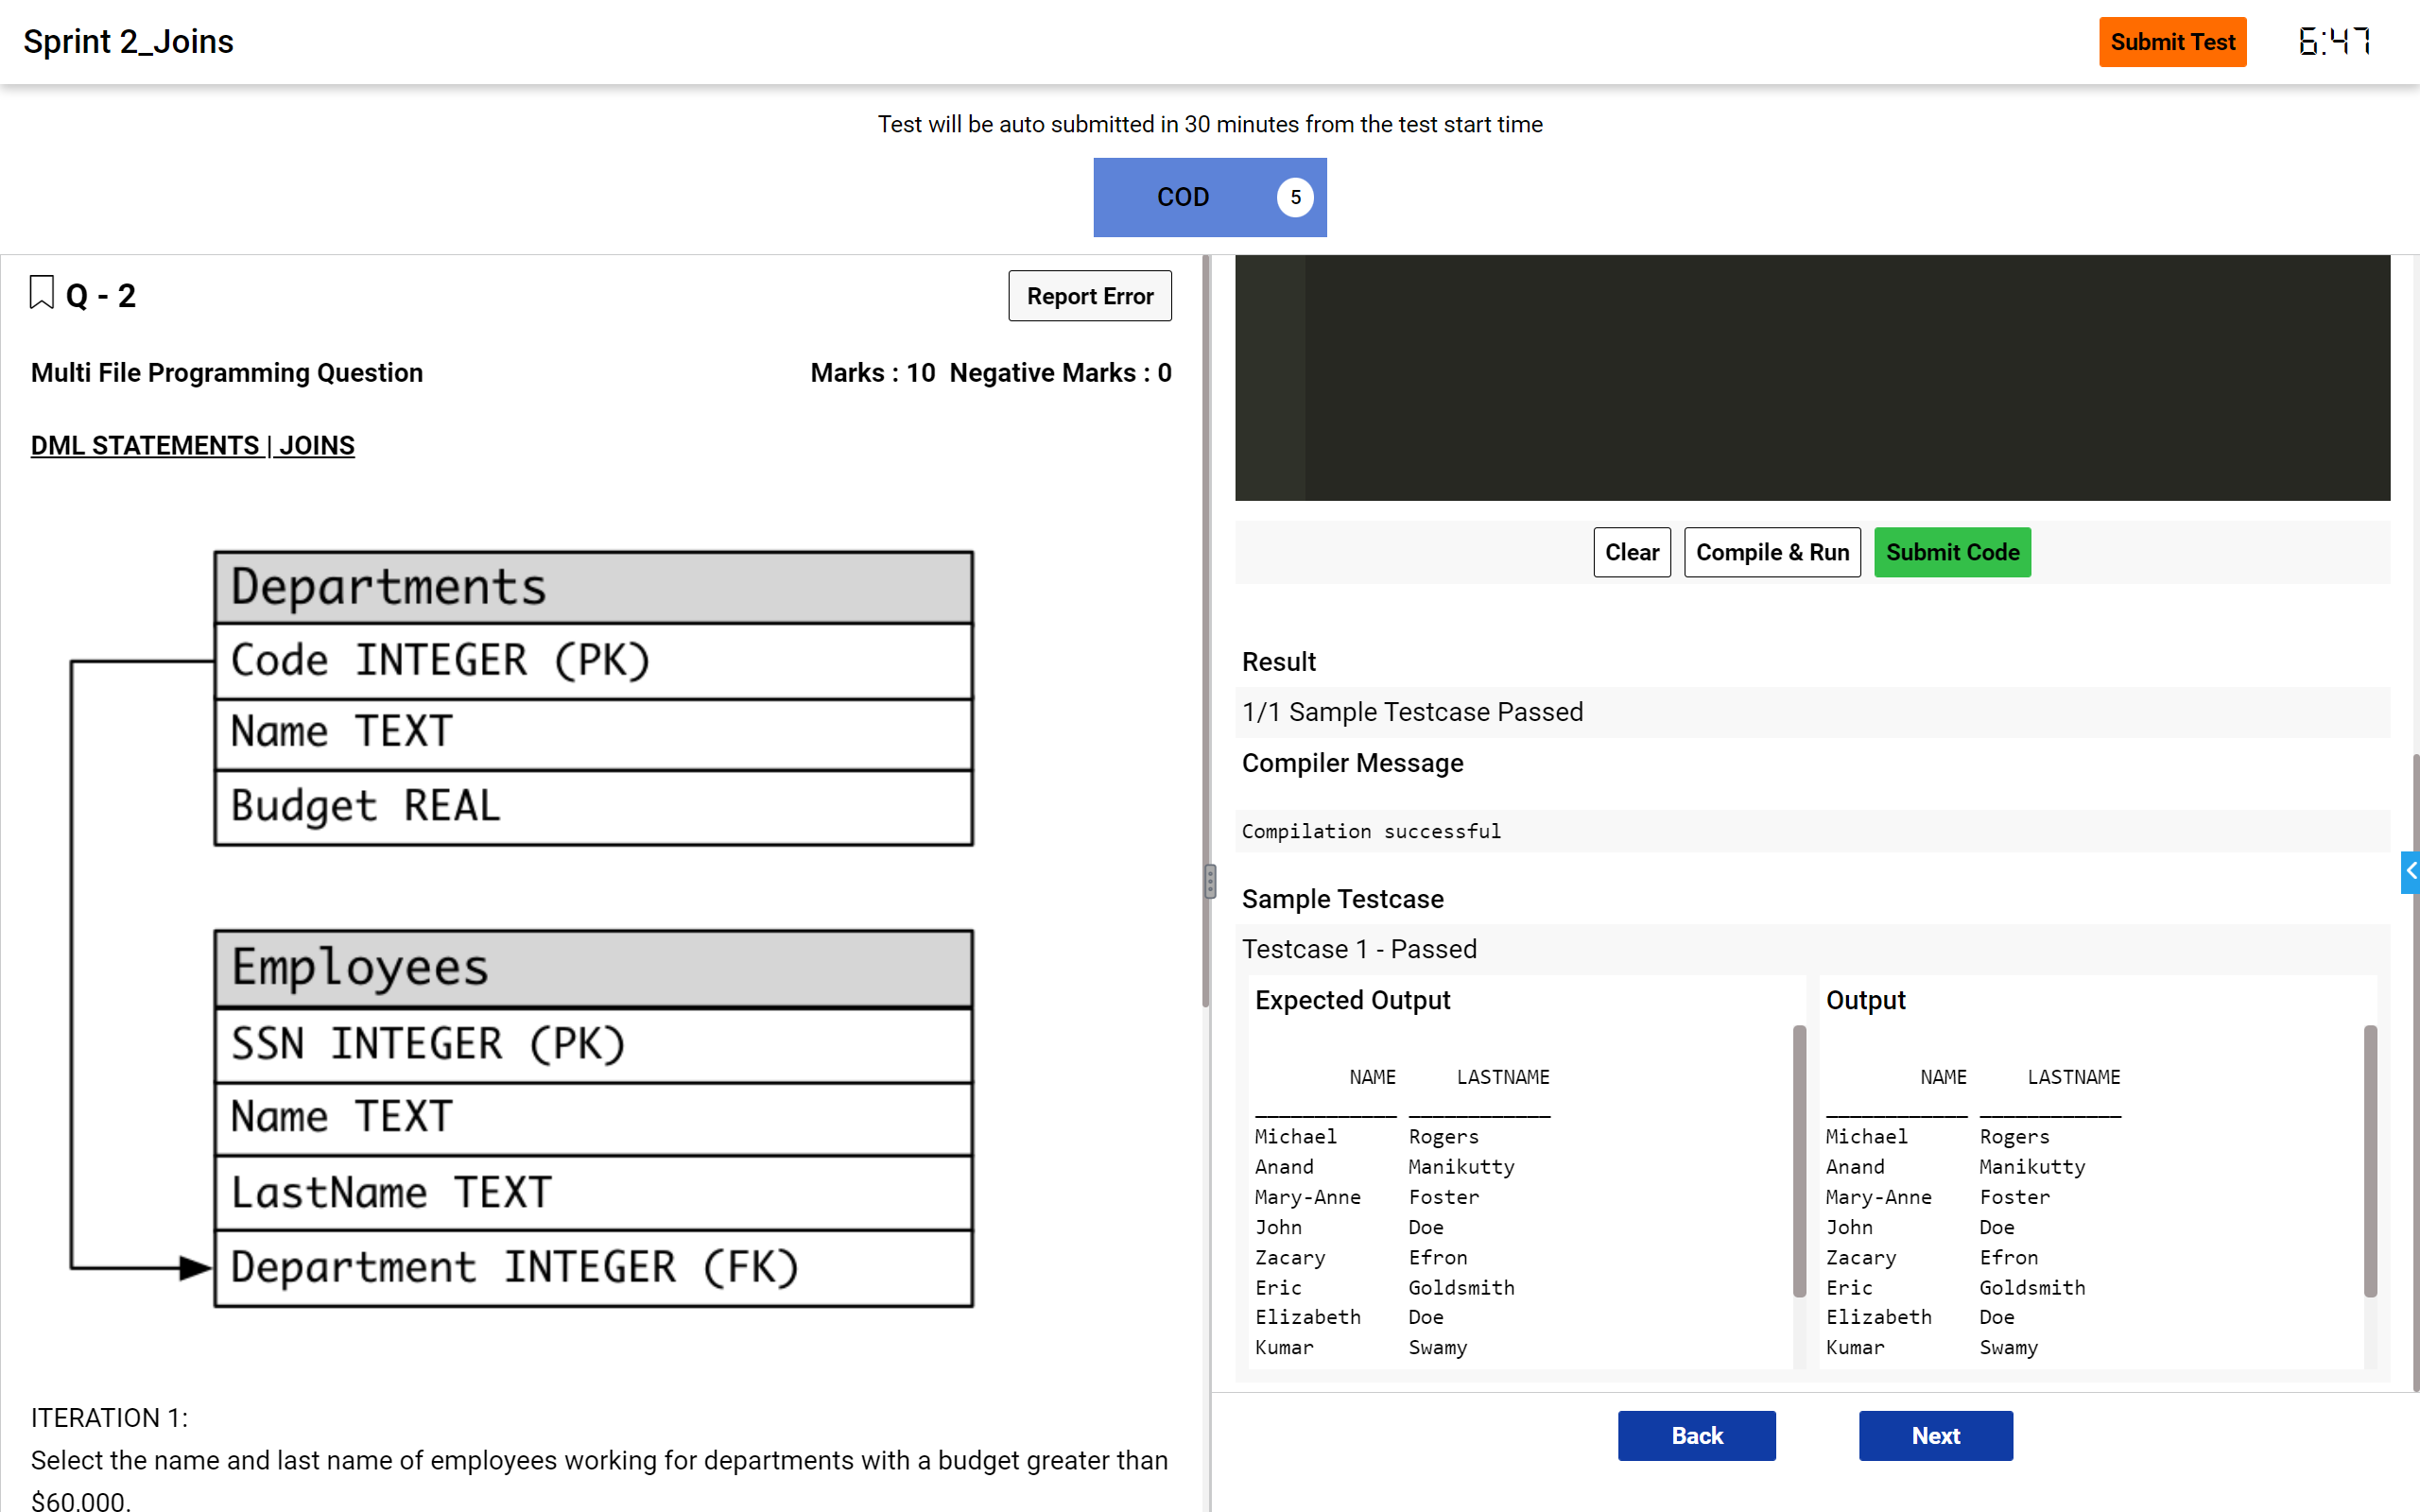 Sprint 2_Joins
Submit Test
6:47
Test will be auto submitted in 30 minutes from the test start time
COD
5
Q - 2
Report Error
Multi File Programming Question
Marks : 10 Negative Marks : 0
DML STATEMENTS | JOINS
Departments
Code INTEGER (PK)
Name TEXT
Budget REAL
Employees
SSN INTEGER (PK)
Name TEXT
LastName TEXT
Department INTEGER (FK)
ITERATION 1:
Select the name and last name of employees working for departments with a budget greater than
$60,000.
Clear
Compile & Run
Submit Code
Result
1/1 Sample Testcase Passed
Compiler Message
Compilation successful
Sample Testcase
Testcase 1 - Passed
Expected Output
NAME LASTNAME
____________ ____________
Michael Rogers
Anand Manikutty
Mary-Anne Foster
John Doe
Zacary Efron
Eric Goldsmith
Elizabeth Doe
Kumar Swamy
Output
NAME LASTNAME
____________ ____________
Michael Rogers
Anand Manikutty
Mary-Anne Foster
John Doe
Zacary Efron
Eric Goldsmith
Elizabeth Doe
Kumar Swamy
Back
Next